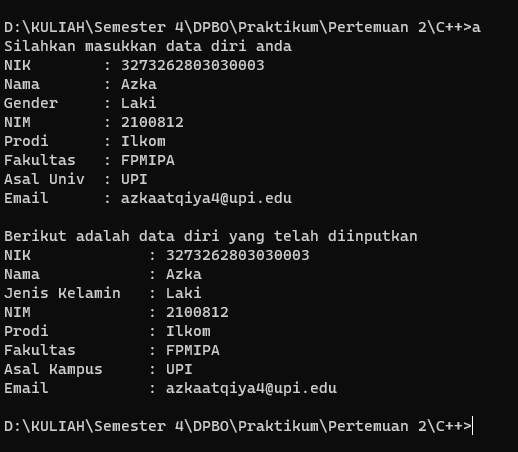 D:\KULIAH\Semester 4\DPBO\Praktikum\Pertemuan 2\C++>a
Silahkan masukkan data diri anda
NIK        : 3273262803030003
Nama       : Azka
Gender     : Laki
NIM        : 2100812
Prodi      : Ilkom
Fakultas   : FPMIPA
Asal Univ  : UPI
Email      : azkaatqiya4@upi.edu

Berikut adalah data diri yang telah diinputkan
NIK             : 3273262803030003
Nama            : Azka
Jenis Kelamin   : Laki
NIM             : 2100812
Prodi           : Ilkom
Fakultas        : FPMIPA
Asal Kampus     : UPI
Email           : azkaatqiya4@upi.edu

D:\KULIAH\Semester 4\DPBO\Praktikum\Pertemuan 2\C++>